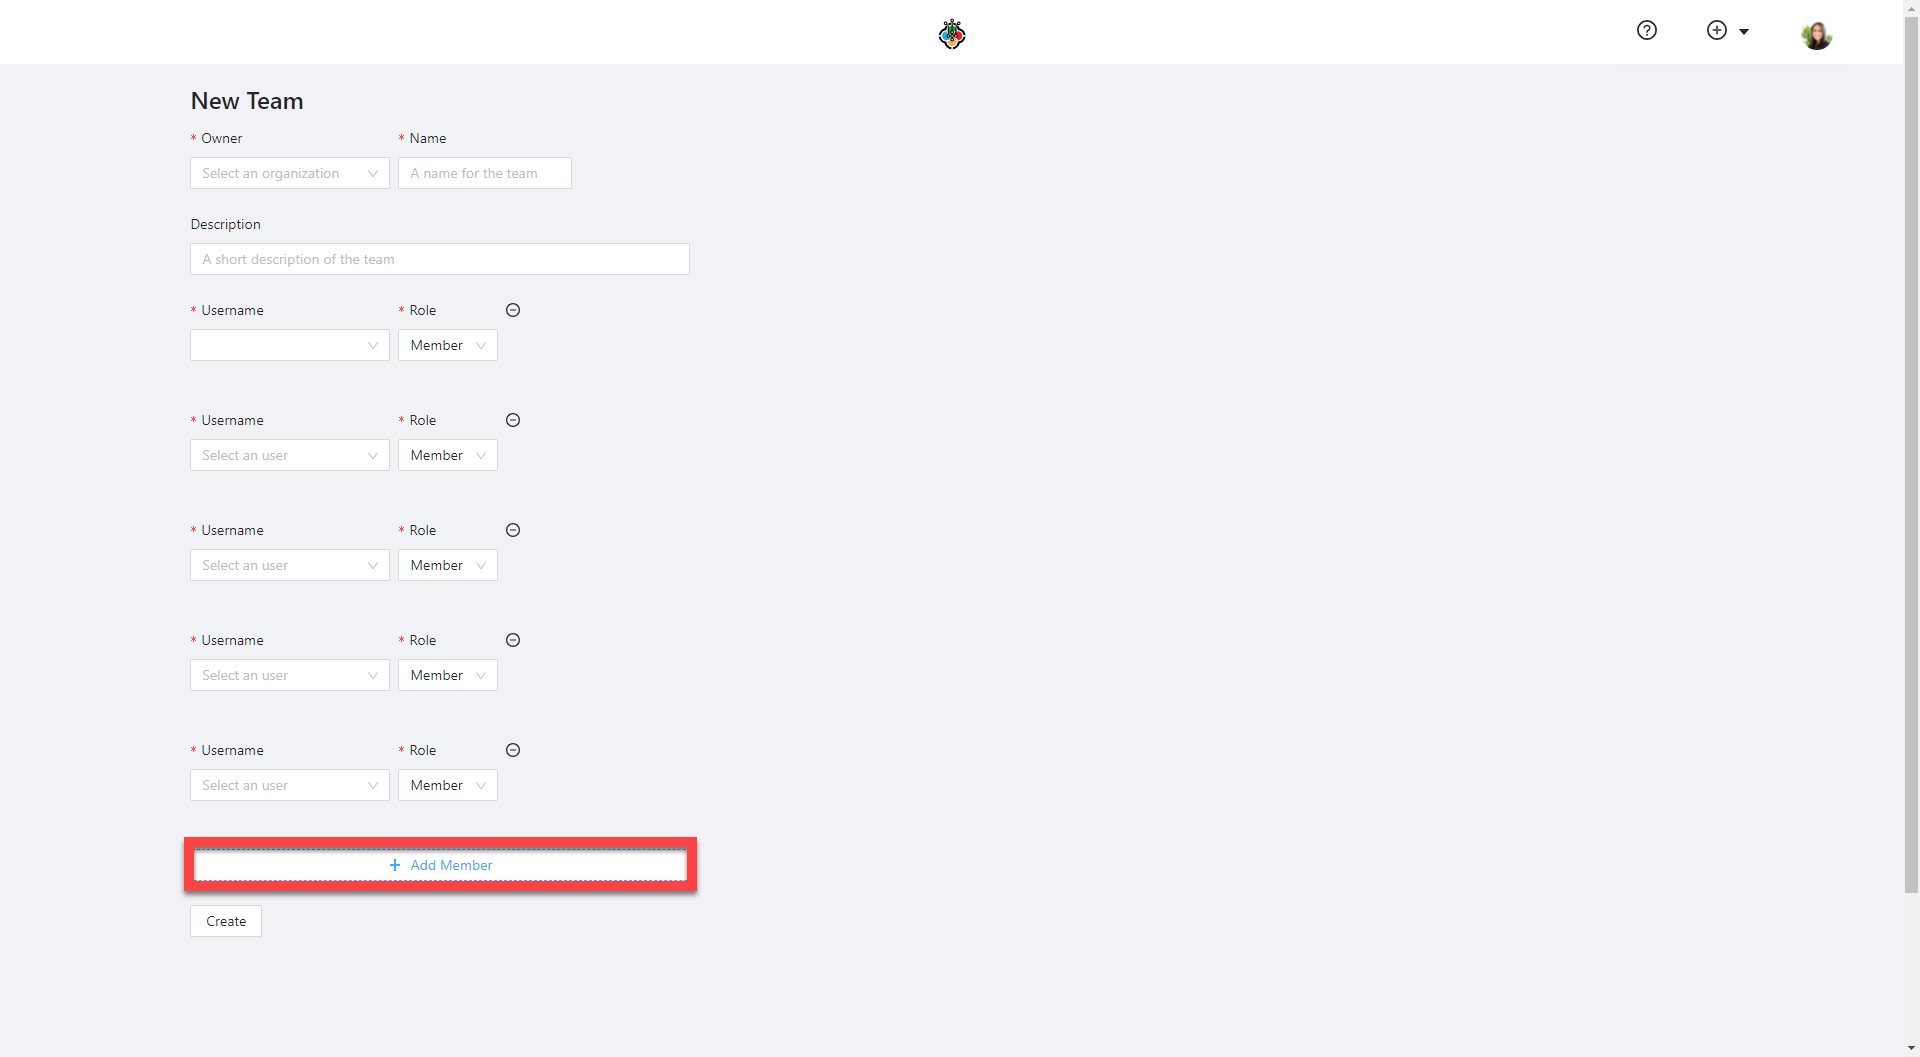 New Team
* Owner * Name
Select an organization A name for the team
Description
A short description of the team
* Username * Role
Member
* Username * Role
Select an user Member
* Username * Role
Select an user Member
* Username * Role
Select an user Member
* Username * Role
Select an user Member
+ Add Member
Create